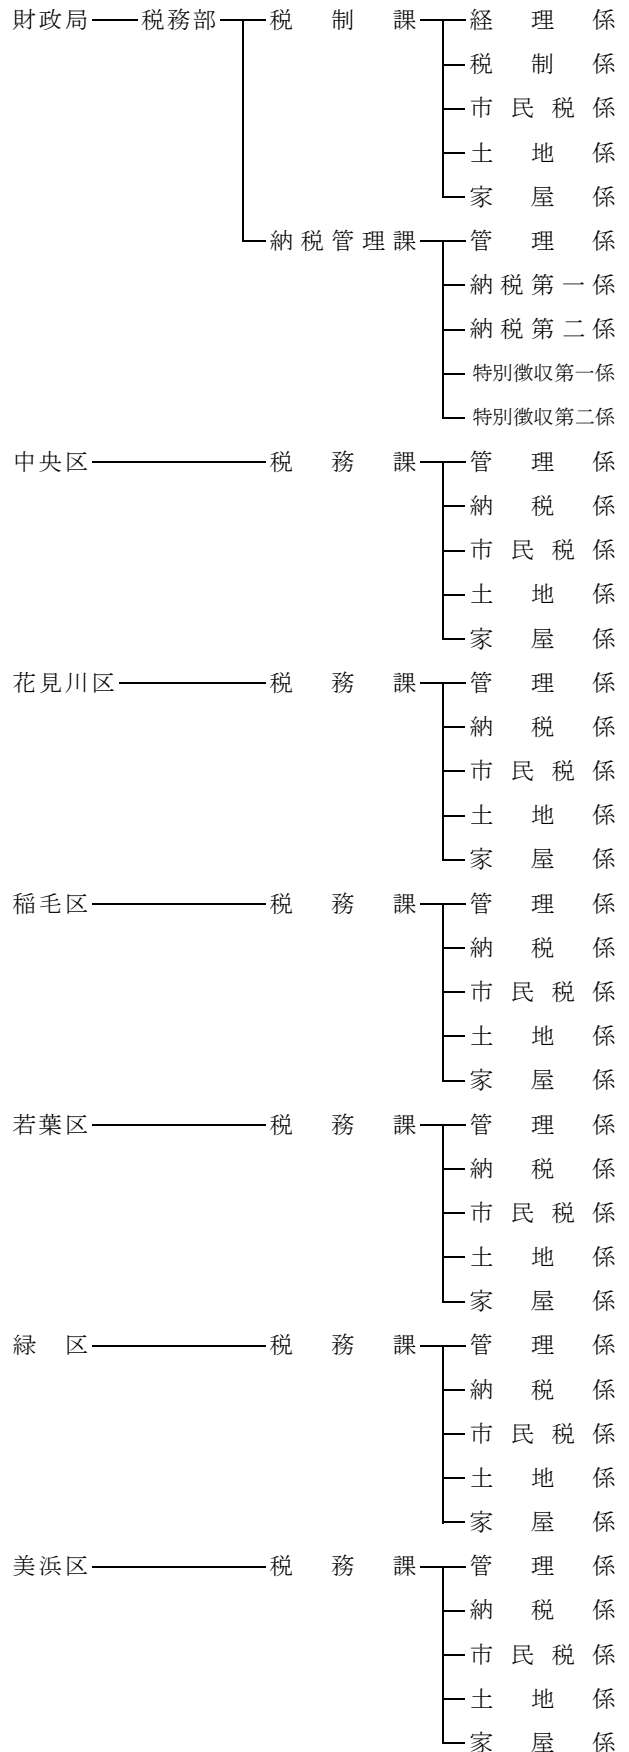 財政局 税務部 税制課 経理係
税制係
市民税係
土地係
家屋係
納税管理課 管理係
納税第一係
納税第二係
特別徴収第一係
特別徴収第二係
中央区 税務課 管理係
納税係
市民税係
土地係
家屋係
花見川区 税務課 管理係
納税係
市民税係
土地係
家屋係
稲毛区 税務課 管理係
納税係
市民税係
土地係
家屋係
若葉区 税務課 管理係
納税係
市民税係
土地係
家屋係
緑区 税務課 管理係
納税係
市民税係
土地係
家屋係
美浜区 税務課 管理係
納税係
市民税係
土地係
家屋係